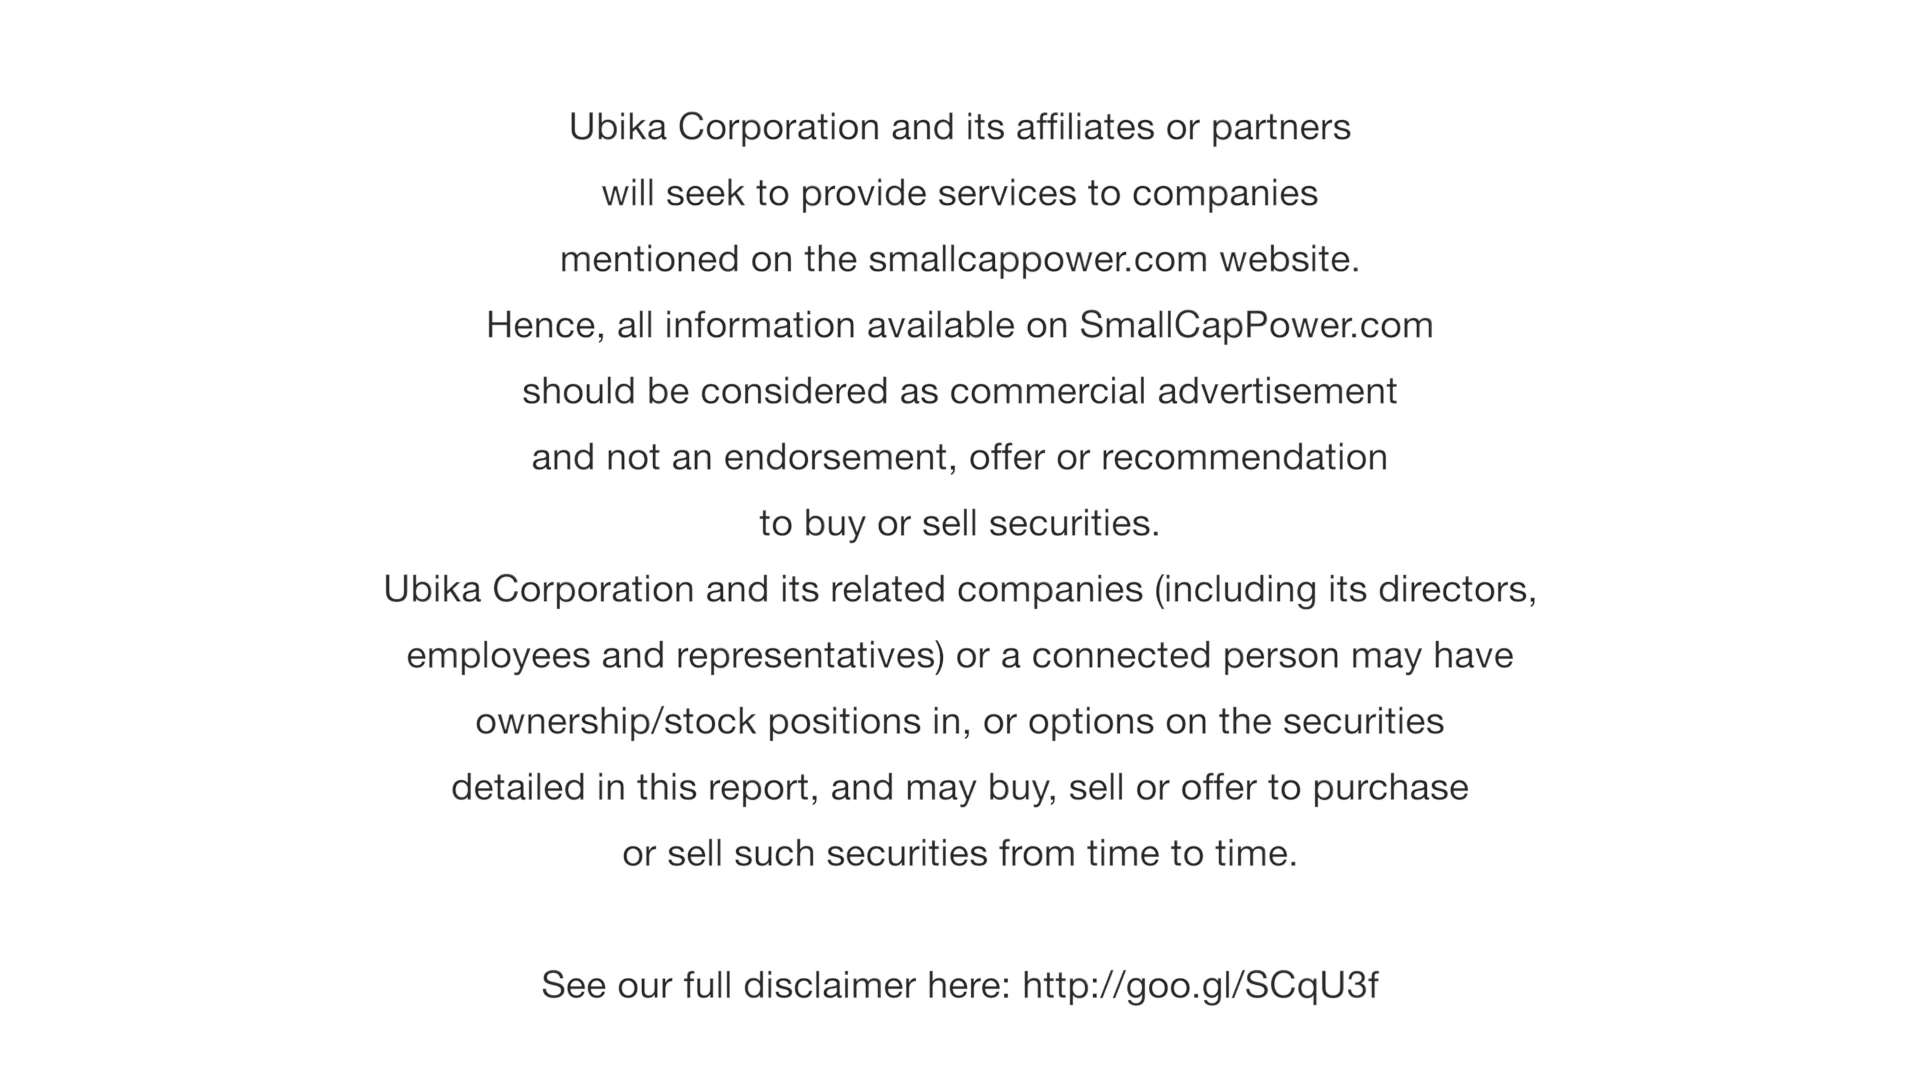 Ubika Corporation and its affiliates or partners
will seek to provide services to companies
mentioned on the smallcappower.com website.
Hence, all information available on SmallCapPower.com
should be considered as commercial advertisement
and not an endorsement, offer or recommendation
to buy or sell securities.
Ubika Corporation and its related companies (including its directors,
employees and representatives) or a connected person may have
ownership/stock positions in, or options on the securities
detailed in this report, and may buy, sell or offer to purchase
or sell such securities from time to time.
See our full disclaimer here: http://goo.gl/SCqU3f